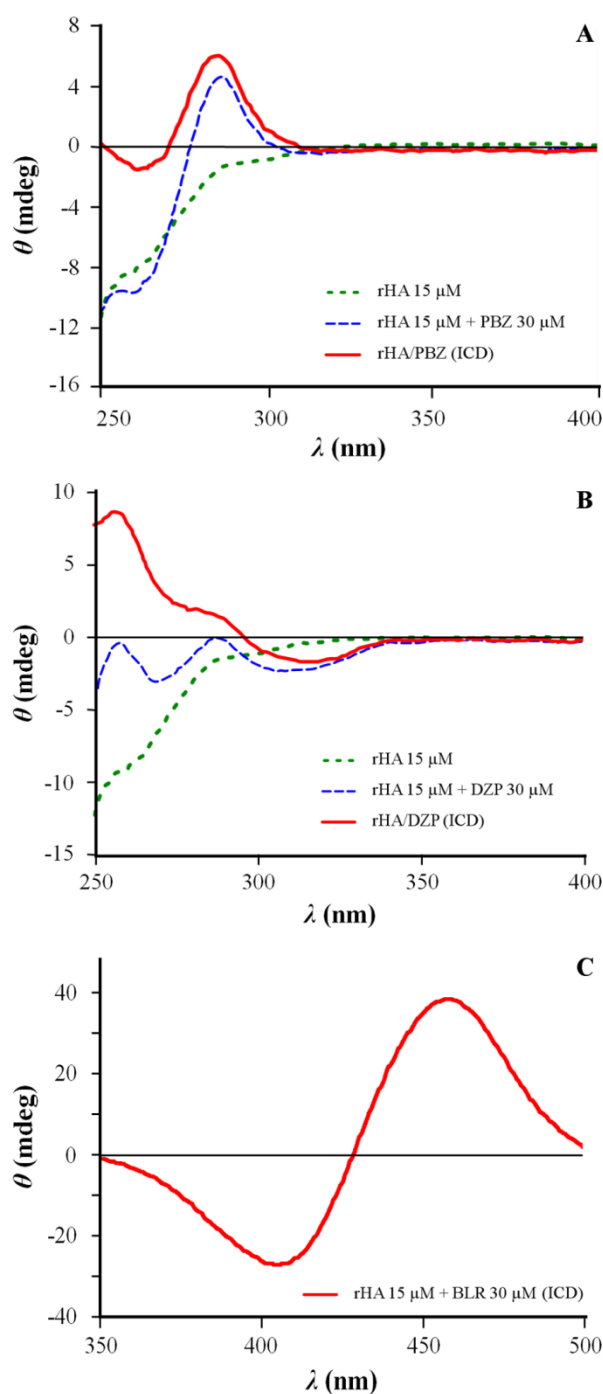 A
8
4
0
-4
-8
-12
-16
θ (mdeg)
rHA 15 µM
rHA 15 µM + PBZ 30 µM
rHA/PBZ (ICD)
250 300 350 400
λ (nm)
B
10
5
0
-5
-10
-15
θ (mdeg)
rHA 15 µM
rHA 15 µM + DZP 30 µM
rHA/DZP (ICD)
250 300 350 400
λ (nm)
C
40
20
0
-20
-40
θ (mdeg)
rHA 15 µM + BLR 30 µM (ICD)
350 400 450 500
λ (nm)